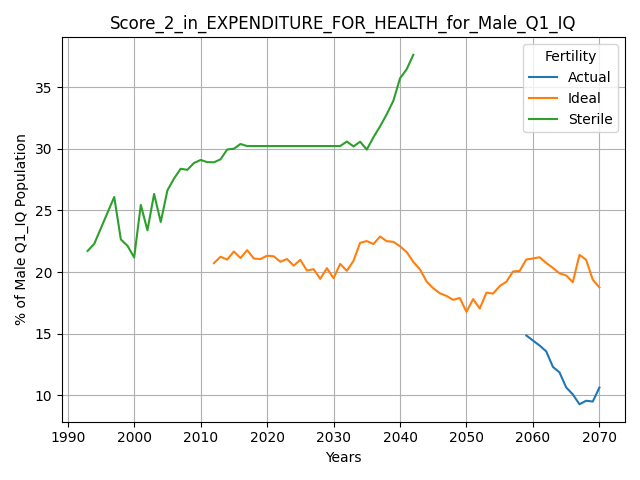 Score_2_in_EXPENDITURE_FOR_HEALTH_for_Male_Q1_IQ
% of Male Q1_IQ Population
35
30
25
20
15
10
Fertility
Actual
Ideal
Sterile
1990 2000 2010 2020 2030 2040 2050 2060 2070
Years